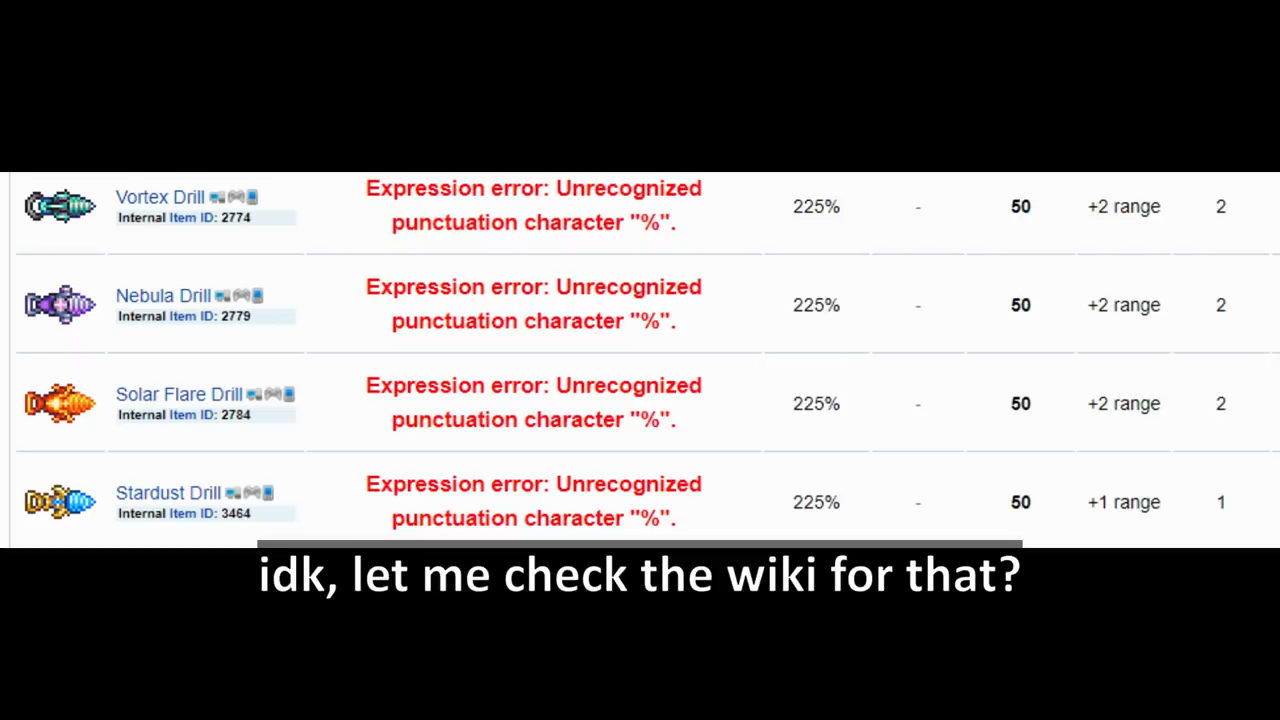 Vortex Drill
Internal Item ID: 2774
Expression error: Unrecognized
punctuation character "%".
225%
-
50
+2 range
2
Nebula Drill
Internal Item ID: 2779
Expression error: Unrecognized
punctuation character "%".
225%
-
50
+2 range
2
Solar Flare Drill
Internal Item ID: 2784
Expression error: Unrecognized
punctuation character "%".
225%
-
50
+2 range
2
Stardust Drill
Internal Item ID: 3464
Expression error: Unrecognized
punctuation character "%".
225%
-
50
+1 range
1
idk, let me check the wiki for that?